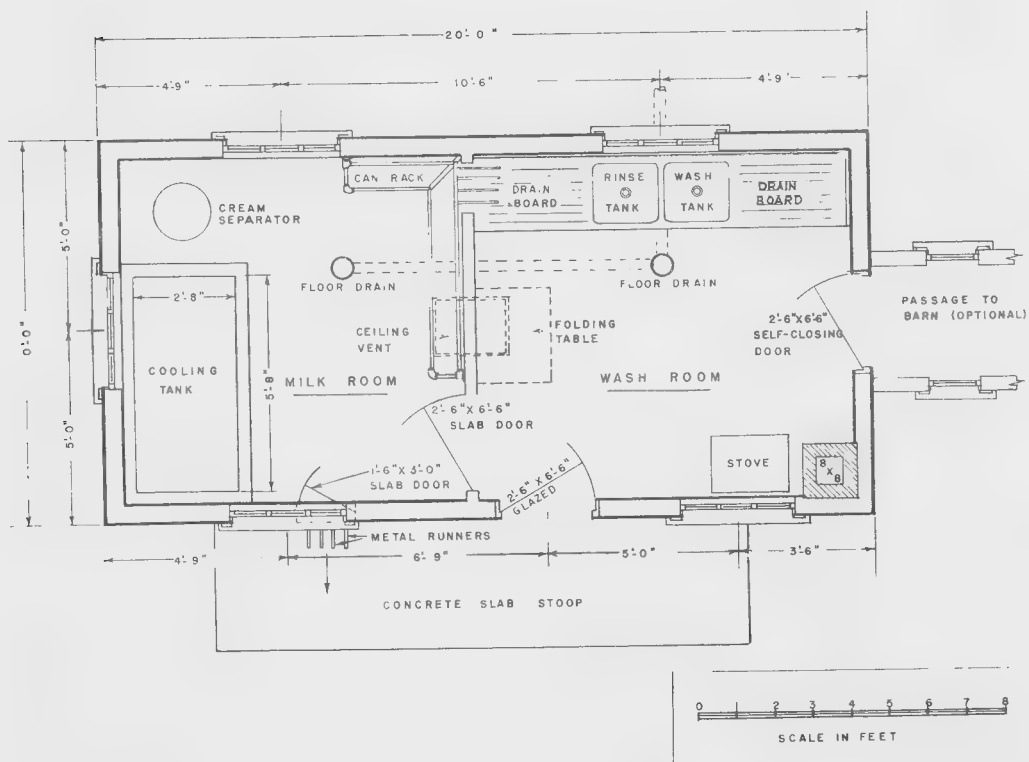 20'-0"
4'-9"
10'-6"
4'-9"
CAN RACK
DRAIN
BOARD
RINSE
TANK
WASH
TANK
DRAIN
BOARD
CREAM
SEPARATOR
5'-0"
0'-0"
5'-0"
FLOOR DRAIN
FLOOR DRAIN
2'-8"
5'-8"
COOLING
TANK
CEILING
VENT
FOLDING
TABLE
2'-6"X6'-6"
SELF-CLOSING
DOOR
PASSAGE TO
BARN (OPTIONAL)
MILK ROOM
WASH ROOM
2'-6"X6'-6"
SLAB DOOR
1'-6"X3'-0"
SLAB DOOR
2'-6"X6'-6"
GLAZED
STOVE
8
X
8
METAL RUNNERS
4'-9"
6'-9"
5'-0"
3'-6"
CONCRETE SLAB STOOP
0 2 3 4 5 6 7 8
SCALE IN FEET